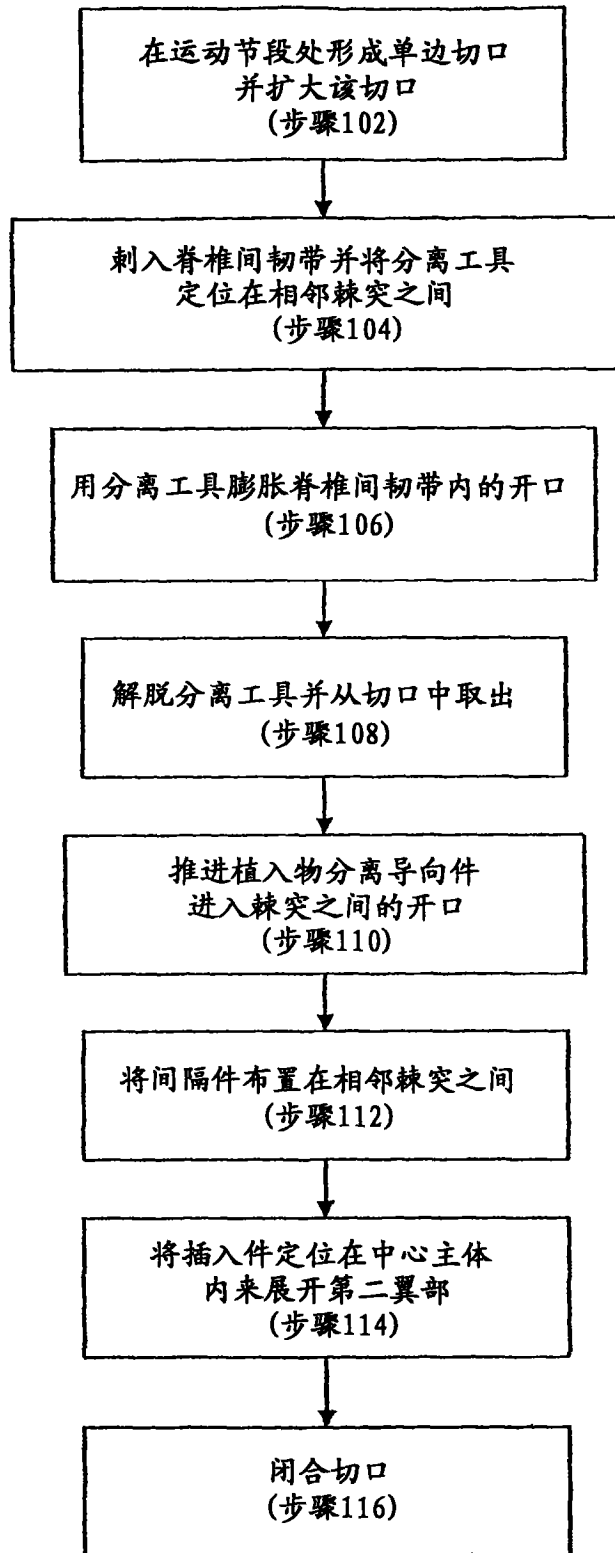 在运动节段处形成单边切口
并扩大该切口
(步骤102)
刺入脊椎间韧带并将分离工具
定位在相邻棘突之间
(步骤104)
用分离工具膨胀脊椎间韧带内的开口
(步骤106)
解脱分离工具并从切口中取出
(步骤108)
推进植入物分离导向件
进入棘突之间的开口
(步骤110)
将间隔件布置在相邻棘突之间
(步骤112)
将插入件定位在中心主体
内来展开第二翼部
(步骤114)
闭合切口
(步骤116)